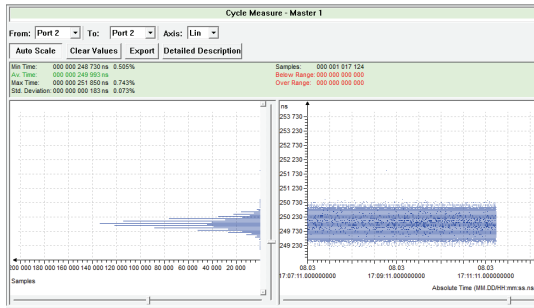 Cycle Measure - Master 1
From: Port 2 To: Port 2 Axis: Lin
Auto Scale Clear Values Export Detailed Description
Min Time: 000 000 248 730 ns 0.505%
Av. Time: 000 000 249 993 ns
Max Time: 000 000 251 850 ns 0.743%
Std. Deviation: 000 000 000 183 ns 0.073%
Samples: 000 001 017 124
Below Range: 000 000 000 000
Over Range: 000 000 000 000
200 000 180 000 160 000 140 000 120 000 100 000 80 000 60 000 40 000 20.000
Samples
ns
253 730
253 230
252 730
252 230
251 730
251 230
250 730
250 230
249 730
249 230
08.03 08.03 08.03
17:07:11.000000000 17:09:11.000000000 17:11:11.000000000
Absolute Time (MM.DD/HH:mm:ss.ns